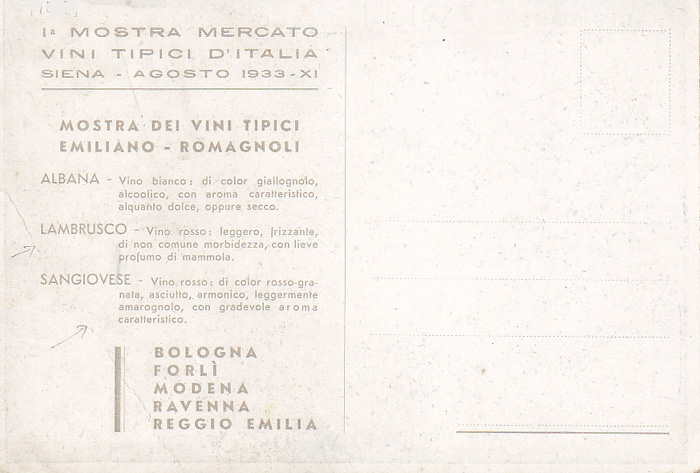 Iª MOSTRA MERCATO
VINI TIPICI D'ITALIA
SIENA - AGOSTO 1933-XI
MOSTRA DEI VINI TIPICI
EMILIANO - ROMAGNOLI
ALBANA - Vino bianco: di color giallognolo,
alcoolico, con aroma caratteristico,
alquanto dolce, oppure secco.
LAMBRUSCO - Vino rosso: leggero, frizzante,
di non comune morbidezza, con lieve
profumo di mammola.
SANGIOVESE - Vino rosso: di color rosso-gra-
nata, asciutto, armonico, leggermente
amarognolo, con gradevole aroma
caratteristico.
BOLOGNA
FORLÌ
MODENA
RAVENNA
REGGIO EMILIA